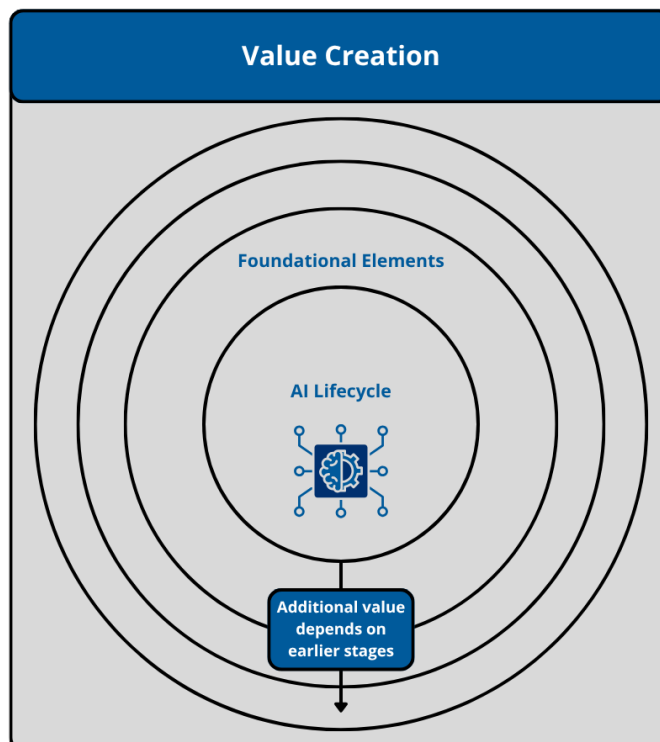 Value Creation
Foundational Elements
AI Lifecycle
Additional value
depends on
earlier stages